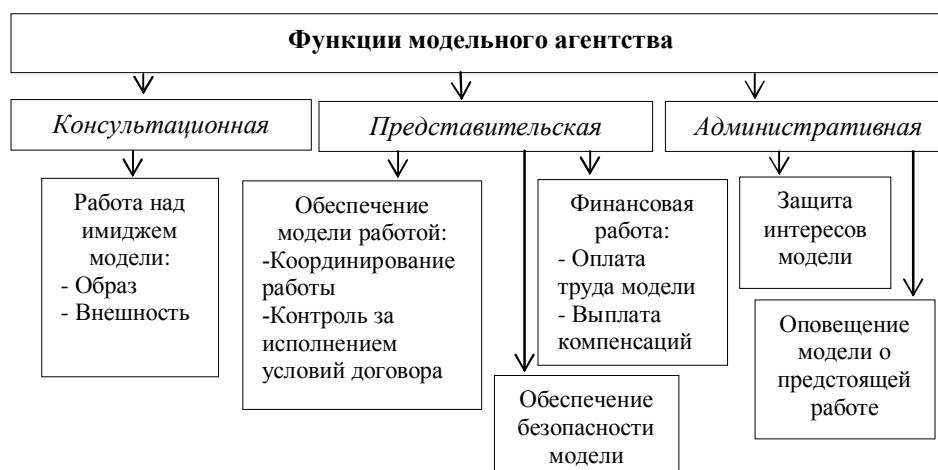 Функции модельного агентства
Консультационная
Представительская
Административная
Работа над
имиджем
модели:
- Образ
- Внешность
Обеспечение
модели работой:
-Координирование
работы
-Контроль за
исполнением
условий договора
Обеспечение
безопасности
модели
Финансовая
работа:
- Оплата
труда модели
- Выплата
компенсаций
Защита
интересов
модели
Оповещение
модели о
предстоящей
работе